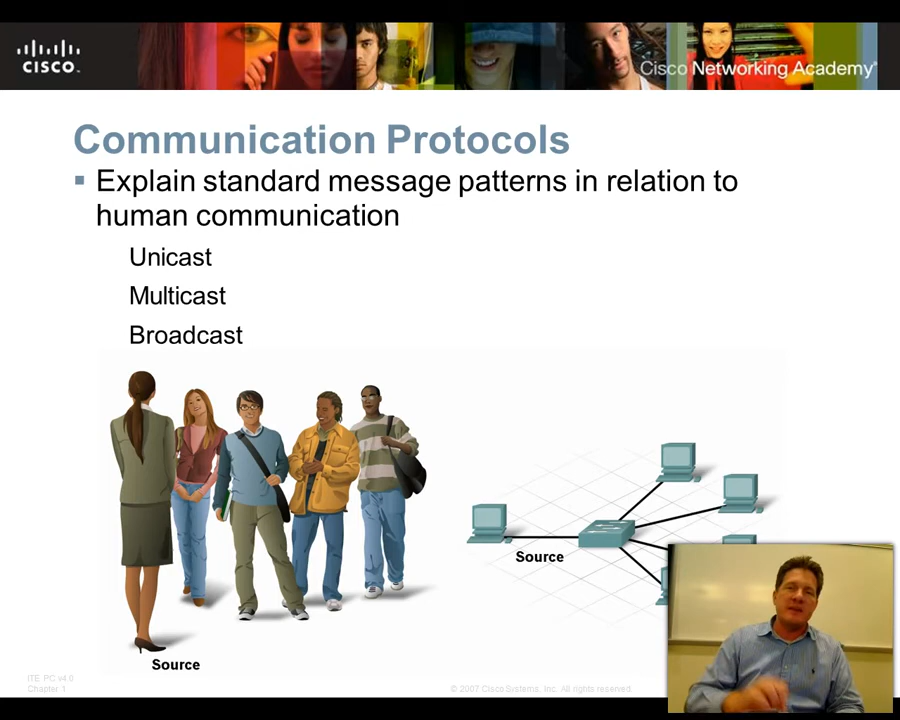 CISCO
Cisco Networking Academy
Communication Protocols
Explain standard message patterns in relation to
human communication
Unicast
Multicast
Broadcast
Source
Source
ITE PC v4.0
Chapter 1
© 2007 Cisco Systems, Inc. All rights reserved.